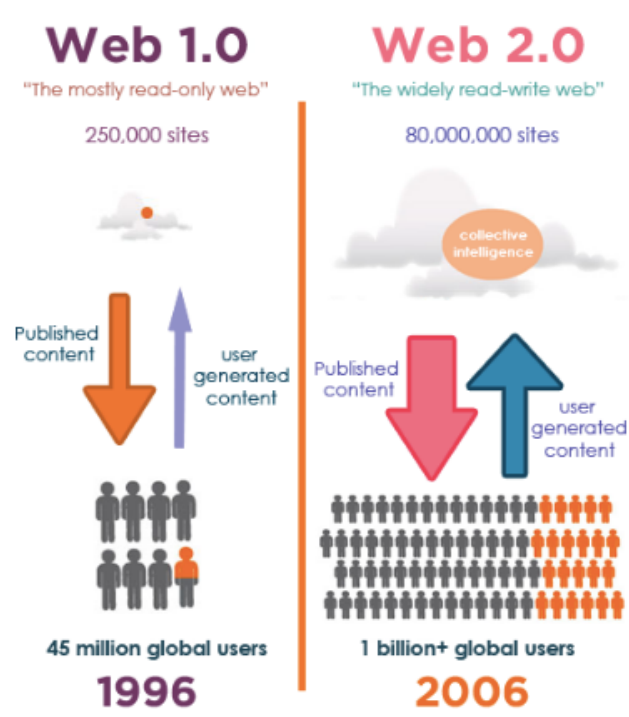 Web 1.0
“The mostly read-only web”
250,000 sites
Published
content
user
generated
content
45 million global users
1996
Web 2.0
“The widely read-write web”
80,000,000 sites
collective
intelligence
Published
content
user
generated
content
1 billion+ global users
2006